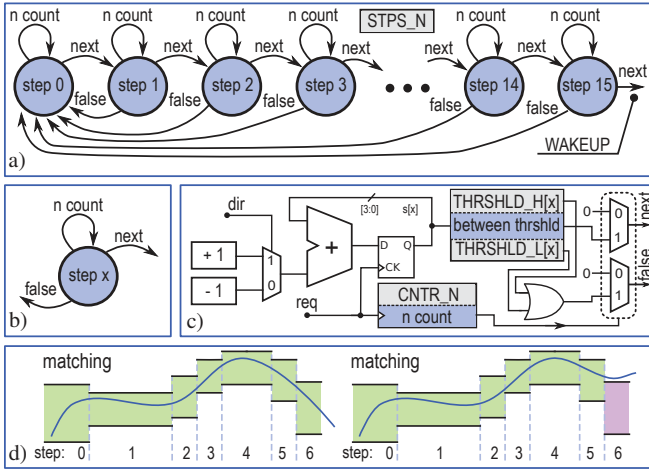 n count n count n count n count STPS_N n count n count
next next next next next next
step 0 step 1 step 2 step 3 step 14 step 15
false false false false false
WAKEUP
a)
n count
next
step x
false
b)
dir
+ 1
- 1
1
0
+
[3:0] s[x]
D Q
CK
req
THRSHLD_H[x]
between thrshld
THRSHLD_L[x]
CNTR_N
n count
0 0
1
next
0 0
1
false
c)
matching matching
d) step: 0 1 2 3 4 5 6 step: 0 1 2 3 4 5 6